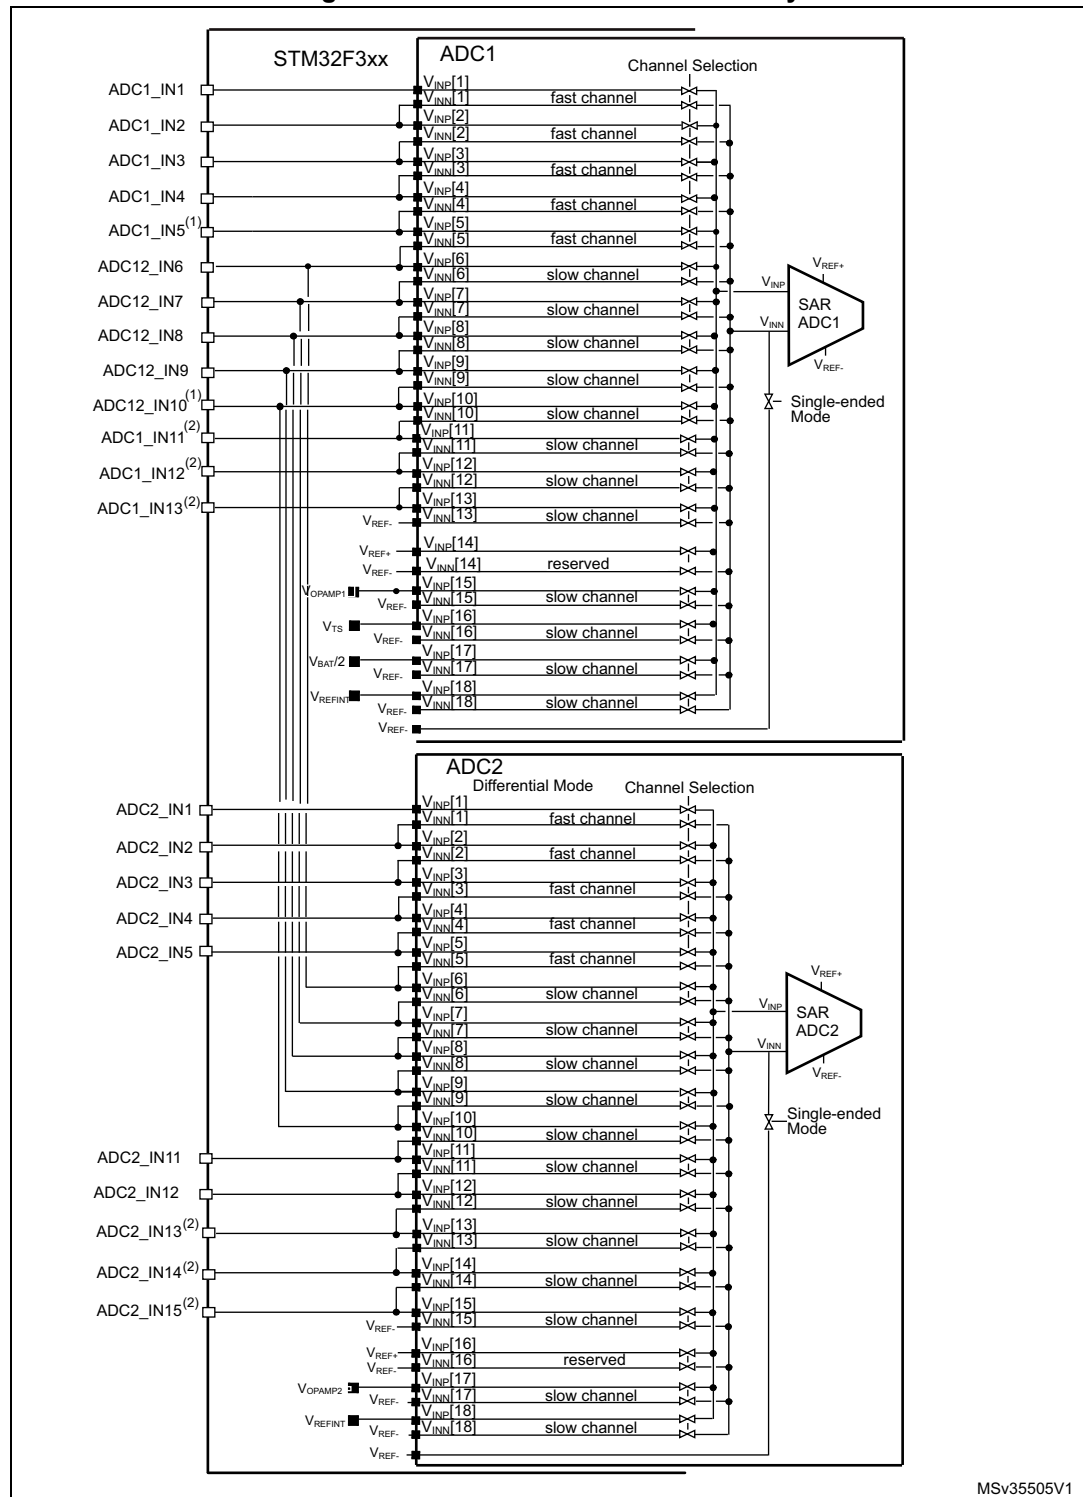 STM32F3xx
ADC1
Channel Selection
ADC1_IN1
VINP[1]
VINN[1]
fast channel
ADC1_IN2
VINP[2]
VINN[2]
fast channel
ADC1_IN3
VINP[3]
VINN[3]
fast channel
ADC1_IN4
VINP[4]
VINN[4]
fast channel
ADC1_IN5(1)
VINP[5]
VINN[5]
fast channel
ADC12_IN6
VINP[6]
VINN[6]
slow channel
ADC12_IN7
VINP[7]
VINN[7]
slow channel
ADC12_IN8
VINP[8]
VINN[8]
slow channel
ADC12_IN9
VINP[9]
VINN[9]
slow channel
ADC12_IN10(1)
VINP[10]
VINN[10]
slow channel
ADC1_IN11(2)
VINP[11]
VINN[11]
slow channel
ADC1_IN12(2)
VINP[12]
VINN[12]
slow channel
ADC1_IN13(2)
VINP[13]
VREF-
VINN[13]
slow channel
VREF+
VINP[14]
VREF-
VINN[14]
reserved
VOPAMP1
VINP[15]
VREF-
VINN[15]
slow channel
VTS
VINP[16]
VREF-
VINN[16]
slow channel
VBAT/2
VINP[17]
VREF-
VINN[17]
slow channel
VREFINT
VINP[18]
VREF-
VINN[18]
slow channel
VREF-
VREF+
VINP
SAR
ADC1
VINN
VREF-
Single-ended
Mode
ADC2
Differential Mode
Channel Selection
ADC2_IN1
VINP[1]
VINN[1]
fast channel
ADC2_IN2
VINP[2]
VINN[2]
fast channel
ADC2_IN3
VINP[3]
VINN[3]
fast channel
ADC2_IN4
VINP[4]
VINN[4]
fast channel
ADC2_IN5
VINP[5]
VINN[5]
fast channel
VINP[6]
VINN[6]
slow channel
VINP[7]
VINN[7]
slow channel
VINP[8]
VINN[8]
slow channel
VINP[9]
VINN[9]
slow channel
VINP[10]
VINN[10]
slow channel
ADC2_IN11
VINP[11]
VINN[11]
slow channel
ADC2_IN12
VINP[12]
VINN[12]
slow channel
ADC2_IN13(2)
VINP[13]
VINN[13]
slow channel
ADC2_IN14(2)
VINP[14]
VINN[14]
slow channel
ADC2_IN15(2)
VINP[15]
VREF-
VINN[15]
slow channel
VREF+
VINP[16]
VREF-
VINN[16]
reserved
VOPAMP2
VINP[17]
VREF-
VINN[17]
slow channel
VREFINT
VINP[18]
VREF-
VINN[18]
slow channel
VREF-
VREF+
VINP
SAR
ADC2
VINN
VREF-
Single-ended
Mode
MSv35505V1